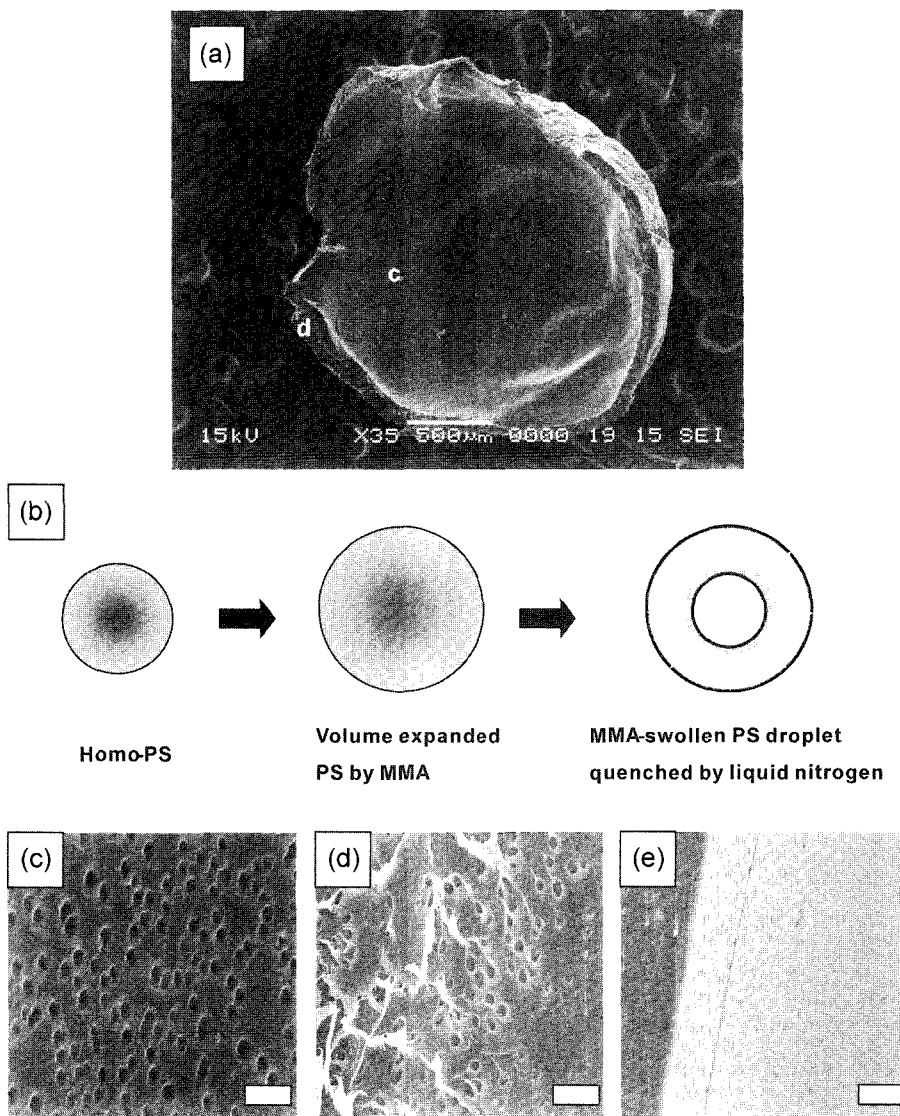 (a)
c
d
15kV X35 500μm 0000 19 15 SEI
(b)
Homo-PS
Volume expanded
PS by MMA
MMA-swollen PS droplet
quenched by liquid nitrogen
(c)
(d)
(e)